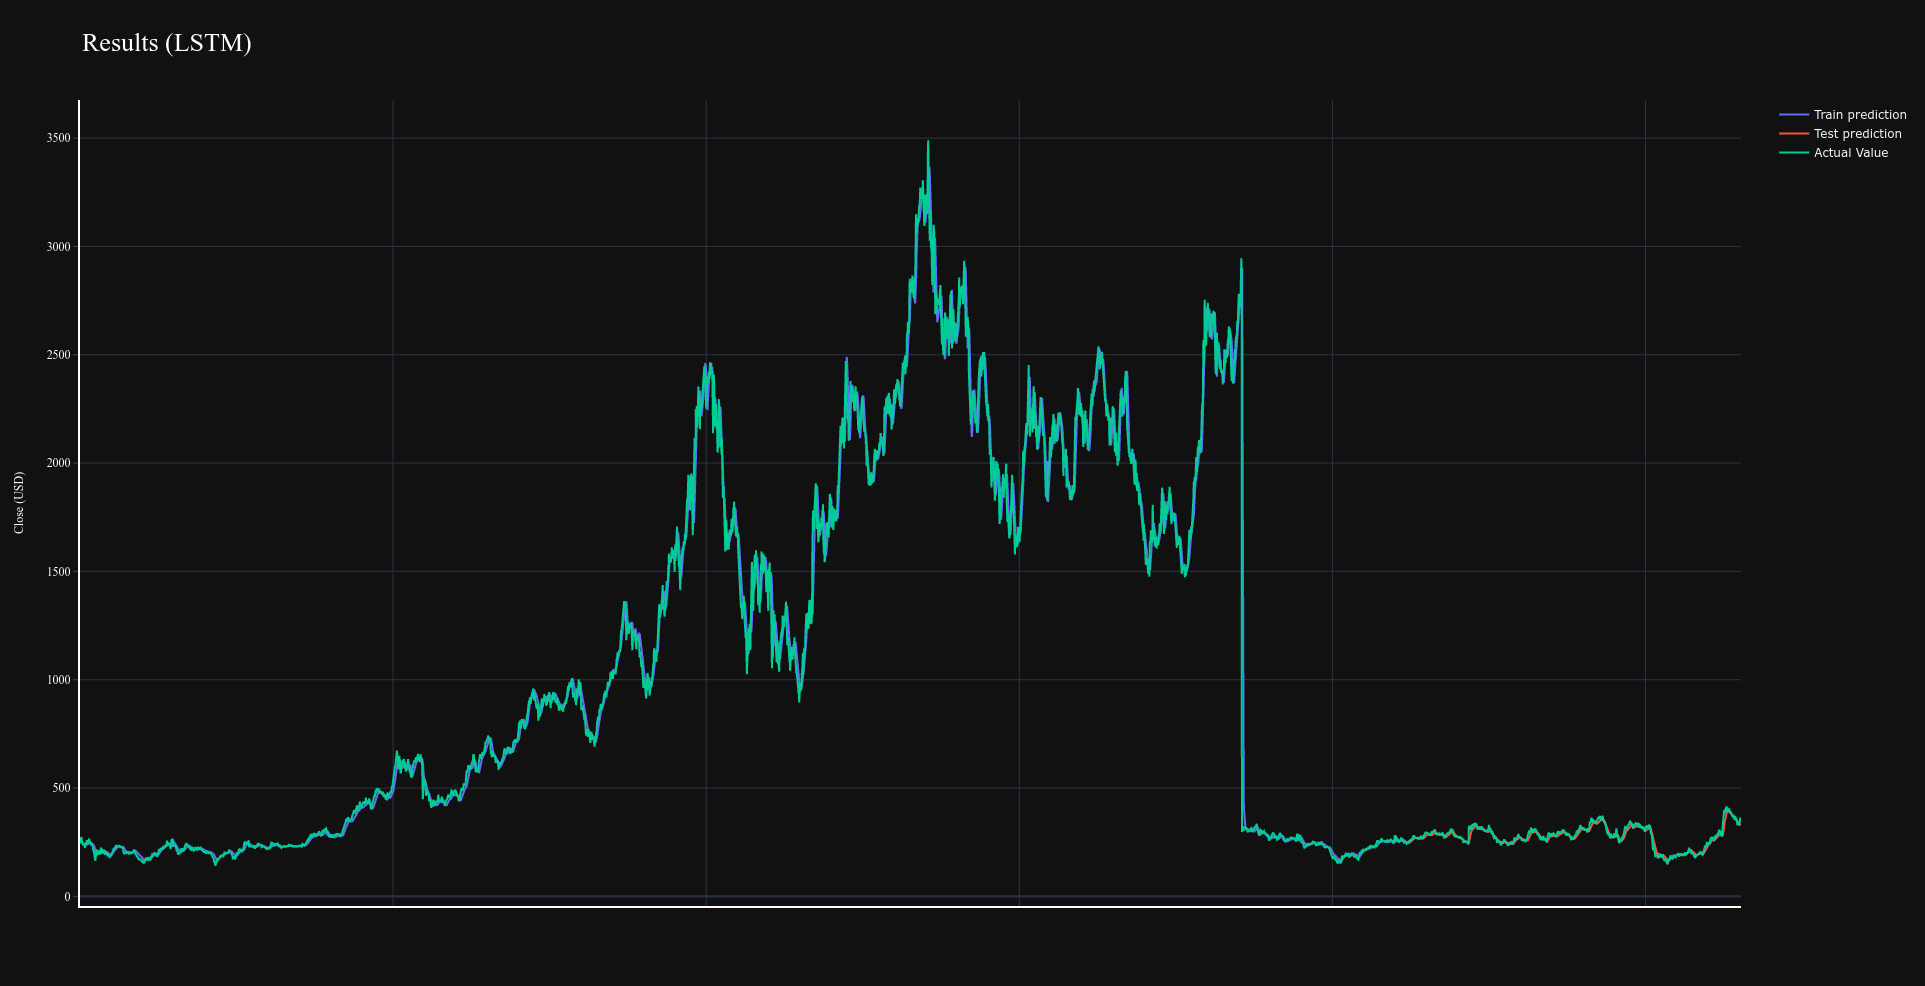 Results (LSTM)
Train prediction
Test prediction
Actual Value
3500
3000
2500
2000
1500
1000
500
0
Close (USD)